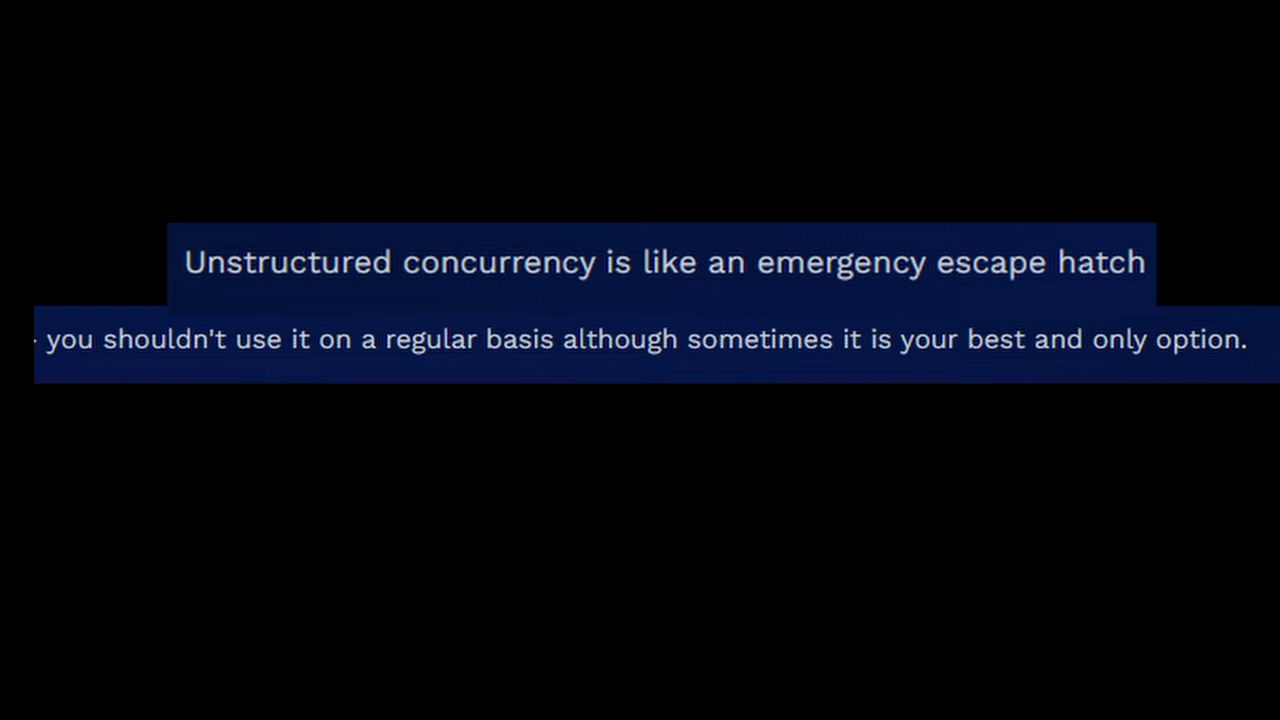 Unstructured concurrency is like an emergency escape hatch
- you shouldn't use it on a regular basis although sometimes it is your best and only option.